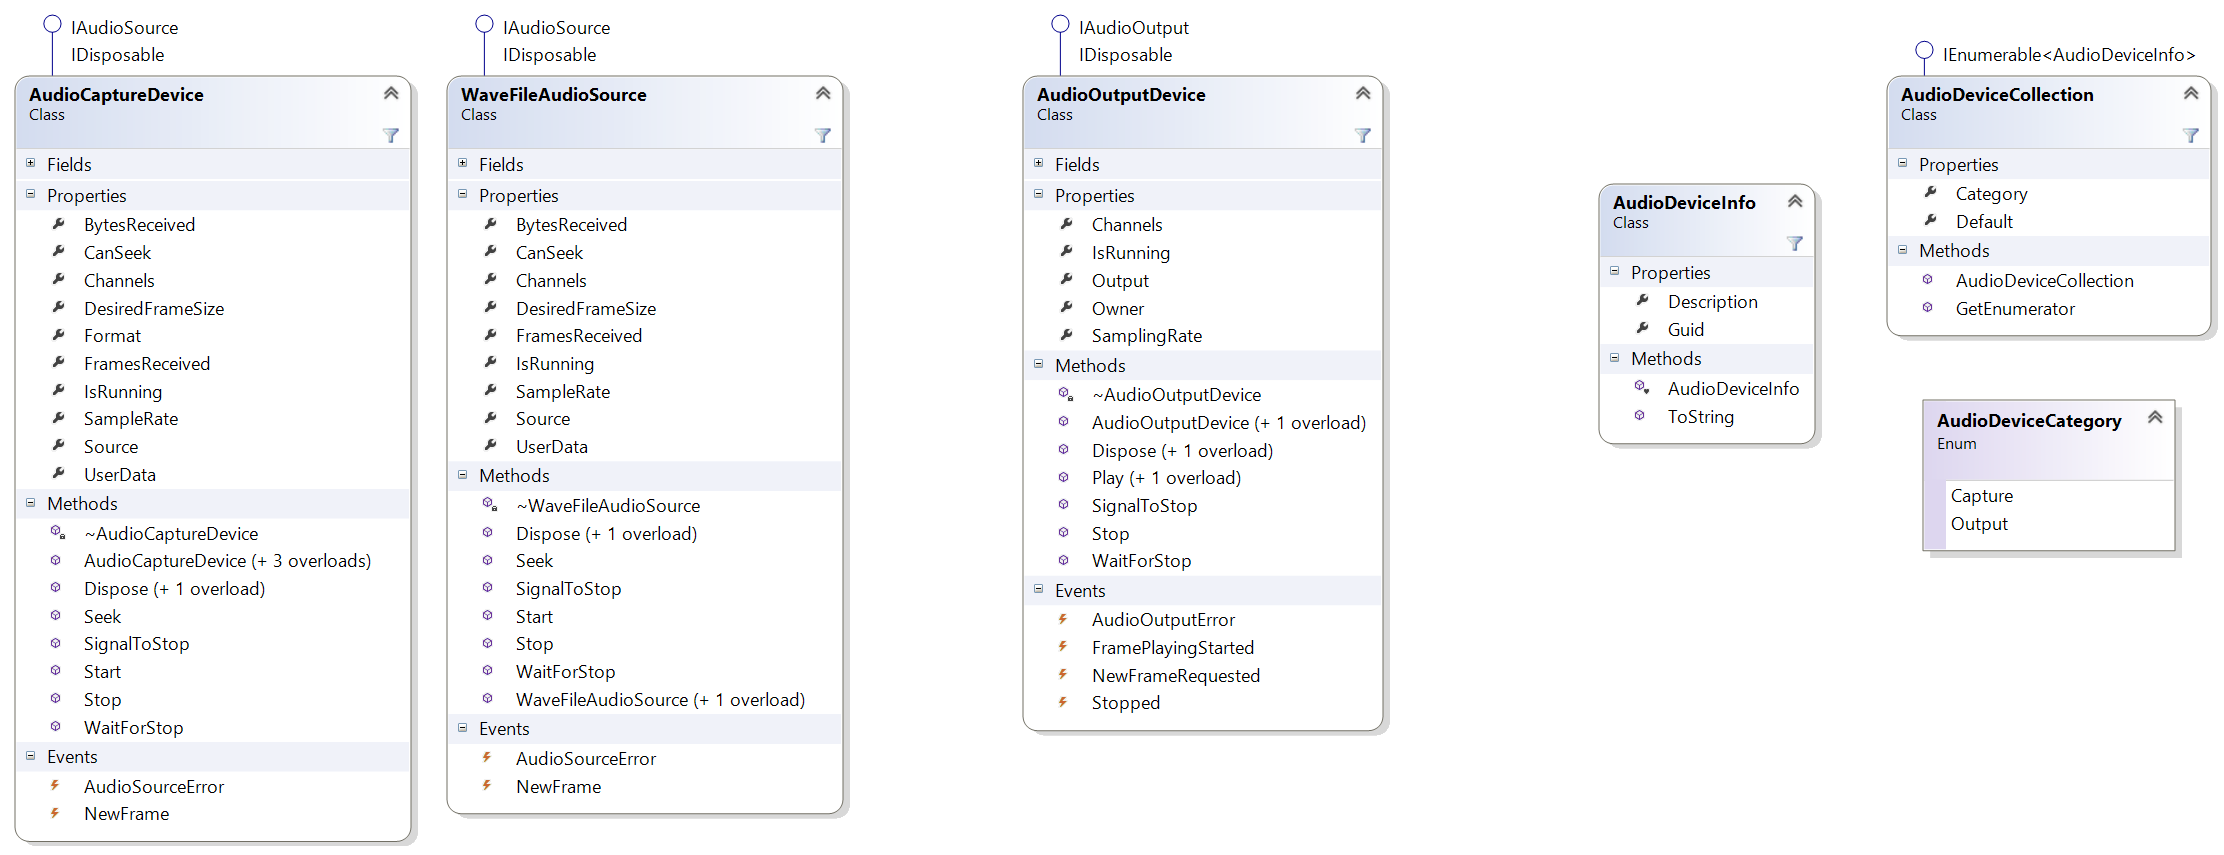 IAudioSource
IDisposable
AudioCaptureDevice
Class
Fields
Properties
BytesReceived
CanSeek
Channels
DesiredFrameSize
Format
FramesReceived
IsRunning
SampleRate
Source
UserData
Methods
~AudioCaptureDevice
AudioCaptureDevice (+ 3 overloads)
Dispose (+ 1 overload)
Seek
SignalToStop
Start
Stop
WaitForStop
Events
AudioSourceError
NewFrame
IAudioSource
IDisposable
WaveFileAudioSource
Class
Fields
Properties
BytesReceived
CanSeek
Channels
DesiredFrameSize
FramesReceived
IsRunning
SampleRate
Source
UserData
Methods
~WaveFileAudioSource
Dispose (+ 1 overload)
Seek
SignalToStop
Start
Stop
WaitForStop
WaveFileAudioSource (+ 1 overload)
Events
AudioSourceError
NewFrame
IAudioOutput
IDisposable
AudioOutputDevice
Class
Fields
Properties
Channels
IsRunning
Output
Owner
SamplingRate
Methods
~AudioOutputDevice
AudioOutputDevice (+ 1 overload)
Dispose (+ 1 overload)
Play (+ 1 overload)
SignalToStop
Stop
WaitForStop
Events
AudioOutputError
FramePlayingStarted
NewFrameRequested
Stopped
AudioDeviceInfo
Class
Properties
Description
Guid
Methods
AudioDeviceInfo
ToString
IEnumerable<AudioDeviceInfo>
AudioDeviceCollection
Class
Properties
Category
Default
Methods
AudioDeviceCollection
GetEnumerator
AudioDeviceCategory
Enum
Capture
Output